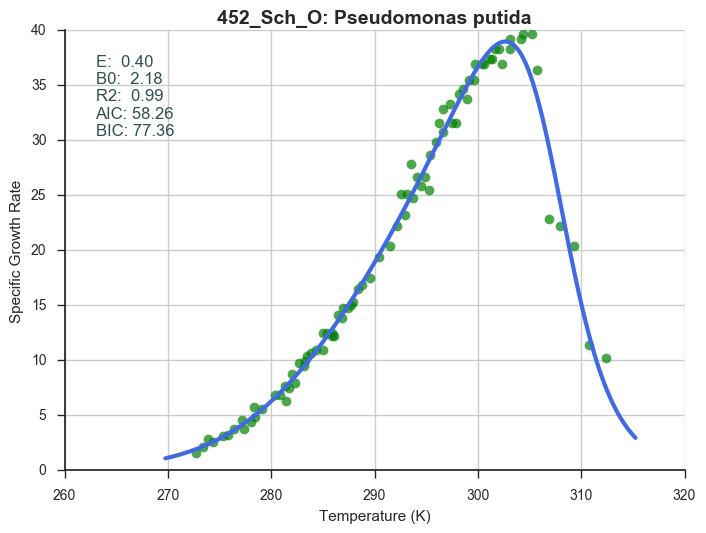 452_Sch_O: Pseudomonas putida
E:  0.40
B0:  2.18
R2:  0.99
AIC: 58.26
BIC: 77.36
40
35
30
25
20
15
10
5
0
Specific Growth Rate
260 270 280 290 300 310 320
Temperature (K)